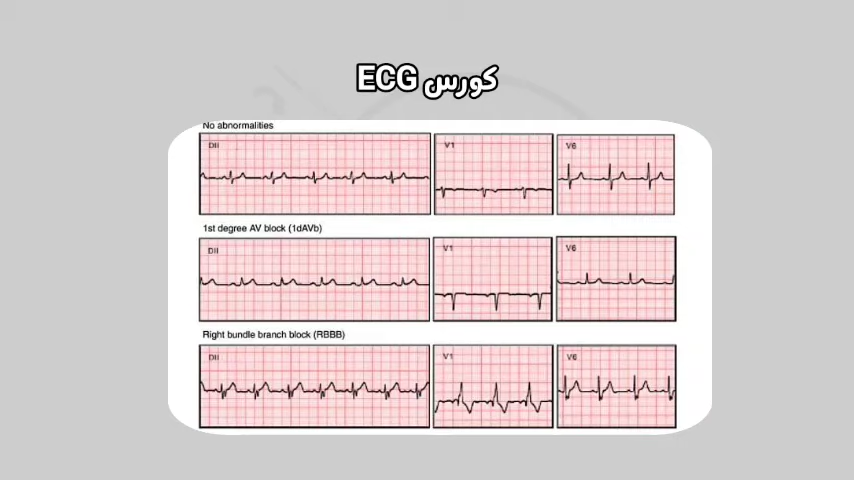 كورس ECG
No abnormalities
DII V1 V6
1st degree AV block (1dAVb)
DII V1 V6
Right bundle branch block (RBBB)
DII V1 V6